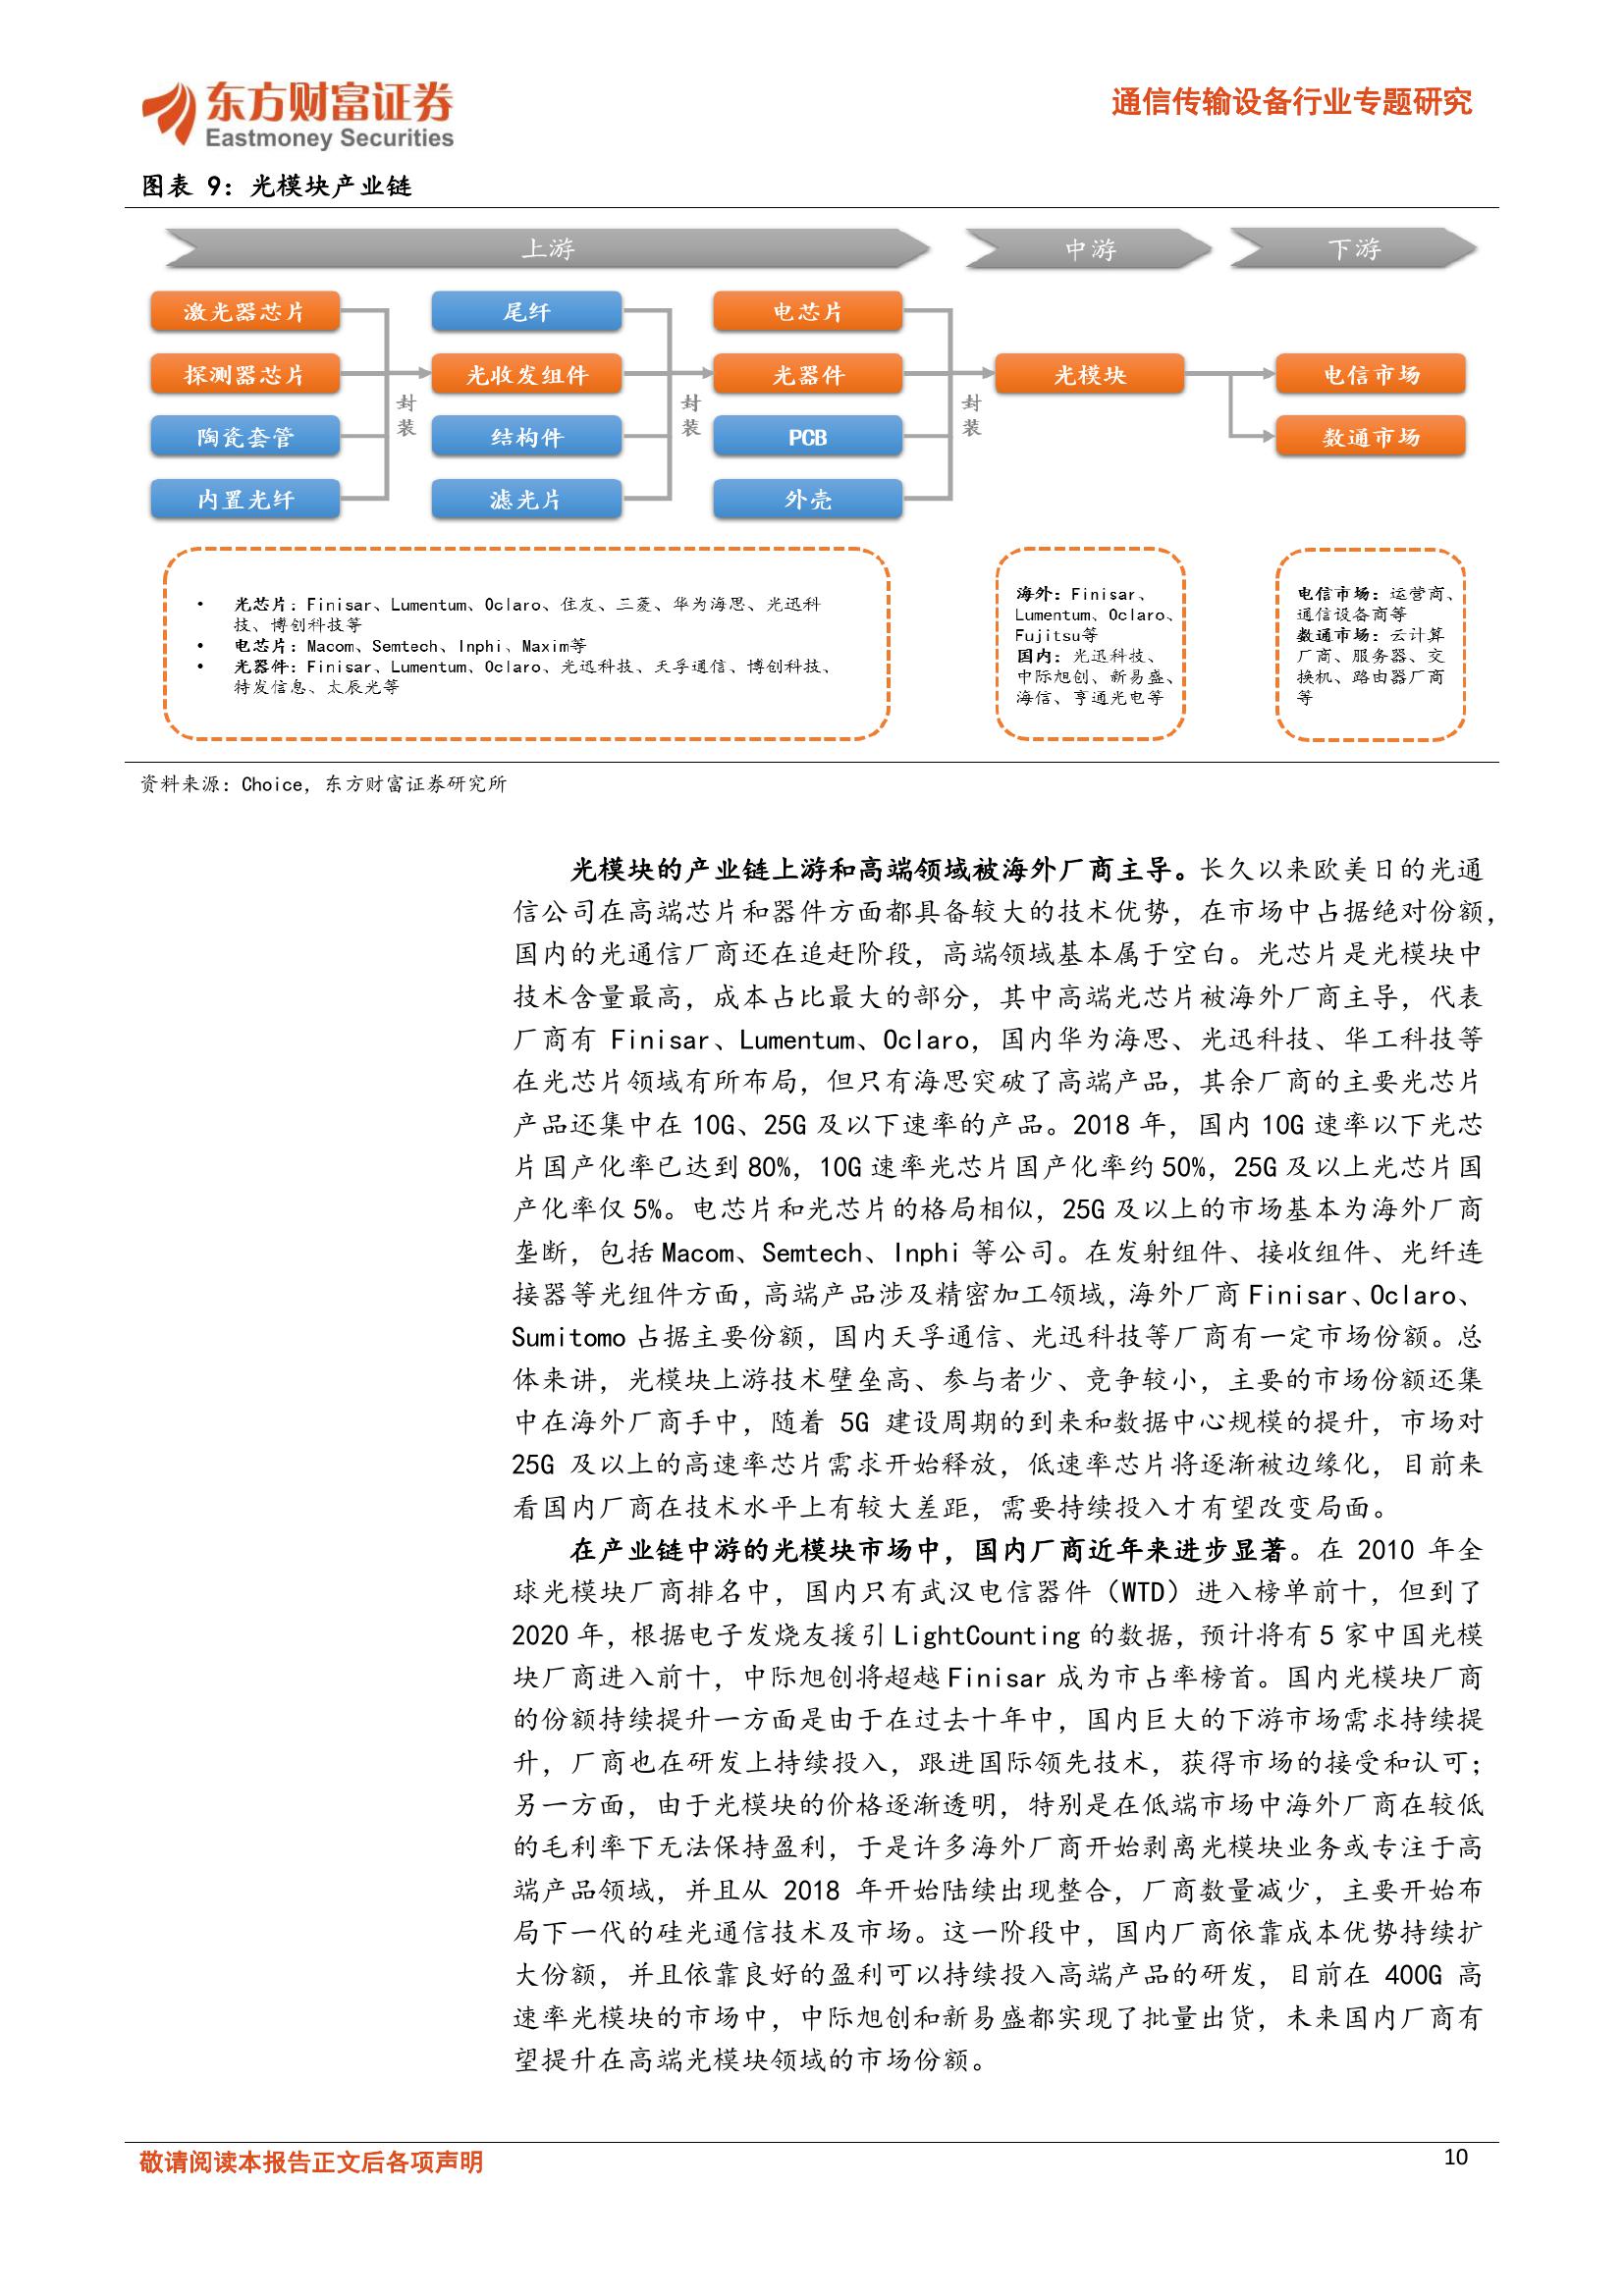 东方财富证券
Eastmoney Securities
通信传输设备行业专题研究
图表 9：光模块产业链
上游
中游
下游
激光器芯片
尾纤
电芯片
探测器芯片
光收发组件
光器件
光模块
电信市场
封装
封装
封装
陶瓷套管
结构件
PCB
数通市场
内置光纤
滤光片
外壳
• 光芯片：Finisar、Lumentum、Oclaro、住友、三菱、华为海思、光迅科
技、博创科技等
• 电芯片：Macom、Semtech、Inphi、Maxim等
• 光器件：Finisar、Lumentum、Oclaro、光迅科技、天孚通信、博创科技、
特发信息、太辰光等
海外：Finisar、
Lumentum、Oclaro、
Fujitsu等
国内：光迅科技、
中际旭创、新易盛、
海信、亨通光电等
电信市场：运营商、
通信设备商等
数通市场：云计算
厂商、服务器、交
换机、路由器厂商
等
资料来源：Choice，东方财富证券研究所
光模块的产业链上游和高端领域被海外厂商主导。长久以来欧美日的光通
信公司在高端芯片和器件方面都具备较大的技术优势，在市场中占据绝对份额，
国内的光通信厂商还在追赶阶段，高端领域基本属于空白。光芯片是光模块中
技术含量最高，成本占比最大的部分，其中高端光芯片被海外厂商主导，代表
厂商有 Finisar、Lumentum、Oclaro，国内华为海思、光迅科技、华工科技等
在光芯片领域有所布局，但只有海思突破了高端产品，其余厂商的主要光芯片
产品还集中在 10G、25G 及以下速率的产品。2018 年，国内 10G 速率以下光芯
片国产化率已达到 80%，10G 速率光芯片国产化率约 50%，25G 及以上光芯片国
产化率仅 5%。电芯片和光芯片的格局相似，25G 及以上的市场基本为海外厂商
垄断，包括 Macom、Semtech、Inphi 等公司。在发射组件、接收组件、光纤连
接器等光组件方面，高端产品涉及精密加工领域，海外厂商 Finisar、Oclaro、
Sumitomo 占据主要份额，国内天孚通信、光迅科技等厂商有一定市场份额。总
体来讲，光模块上游技术壁垒高、参与者少、竞争较小，主要的市场份额还集
中在海外厂商手中，随着 5G 建设周期的到来和数据中心规模的提升，市场对
25G 及以上的高速率芯片需求开始释放，低速率芯片将逐渐被边缘化，目前来
看国内厂商在技术水平上有较大差距，需要持续投入才有望改变局面。
在产业链中游的光模块市场中，国内厂商近年来进步显著。在 2010 年全
球光模块厂商排名中，国内只有武汉电信器件（WTD）进入榜单前十，但到了
2020 年，根据电子发烧友援引 LightCounting 的数据，预计将有 5 家中国光模
块厂商进入前十，中际旭创将超越 Finisar 成为市占率榜首。国内光模块厂商
的份额持续提升一方面是由于在过去十年中，国内巨大的下游市场需求持续提
升，厂商也在研发上持续投入，跟进国际领先技术，获得市场的接受和认可；
另一方面，由于光模块的价格逐渐透明，特别是在低端市场中海外厂商在较低
的毛利率下无法保持盈利，于是许多海外厂商开始剥离光模块业务或专注于高
端产品领域，并且从 2018 年开始陆续出现整合，厂商数量减少，主要开始布
局下一代的硅光通信技术及市场。这一阶段中，国内厂商依靠成本优势持续扩
大份额，并且依靠良好的盈利可以持续投入高端产品的研发，目前在 400G 高
速率光模块的市场中，中际旭创和新易盛都实现了批量出货，未来国内厂商有
望提升在高端光模块领域的市场份额。
敬请阅读本报告正文后各项声明
10